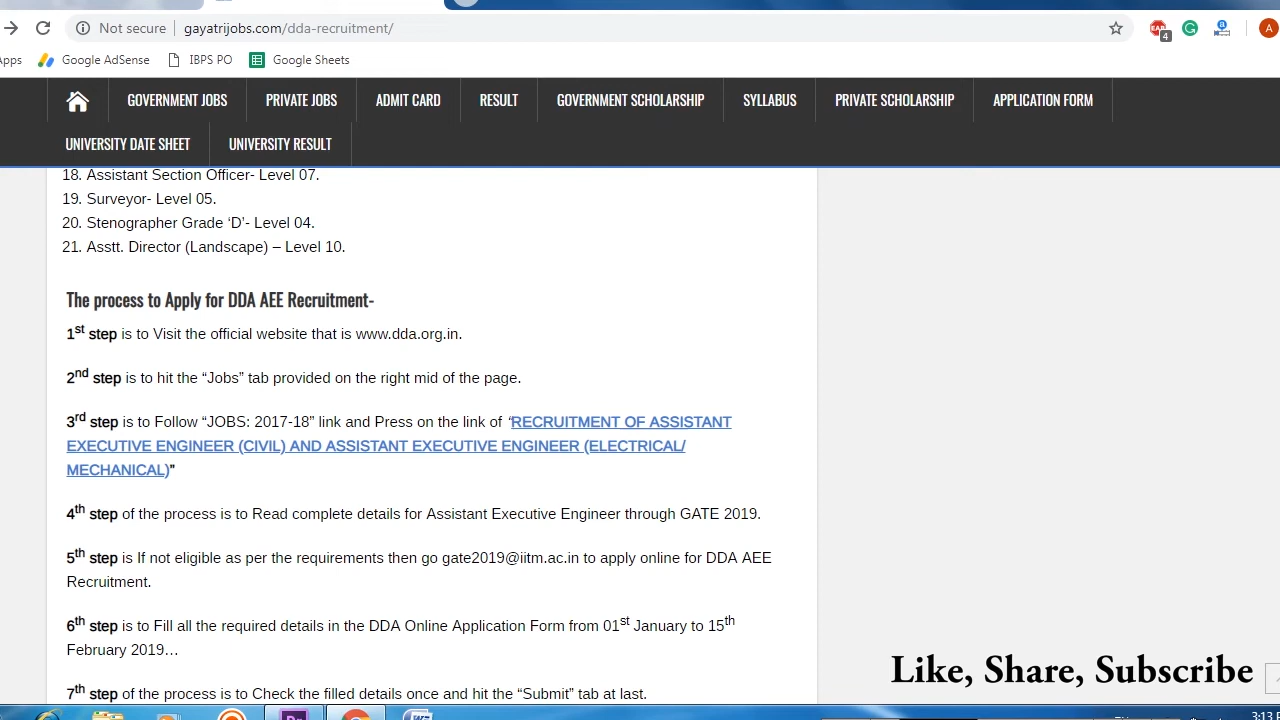 Not secure gayatrijobs.com/dda-recruitment/
Apps Google AdSense IBPS PO Google Sheets
GOVERNMENT JOBS PRIVATE JOBS ADMIT CARD RESULT GOVERNMENT SCHOLARSHIP SYLLABUS PRIVATE SCHOLARSHIP APPLICATION FORM
UNIVERSITY DATE SHEET UNIVERSITY RESULT
18. Assistant Section Officer- Level 07.
19. Surveyor- Level 05.
20. Stenographer Grade ‘D’- Level 04.
21. Asstt. Director (Landscape) – Level 10.
The process to Apply for DDA AEE Recruitment-
1st step is to Visit the official website that is www.dda.org.in.
2nd step is to hit the “Jobs” tab provided on the right mid of the page.
3rd step is to Follow “JOBS: 2017-18” link and Press on the link of “RECRUITMENT OF ASSISTANT
EXECUTIVE ENGINEER (CIVIL) AND ASSISTANT EXECUTIVE ENGINEER (ELECTRICAL/
MECHANICAL)”
4th step of the process is to Read complete details for Assistant Executive Engineer through GATE 2019.
5th step is If not eligible as per the requirements then go gate2019@iitm.ac.in to apply online for DDA AEE
Recruitment.
6th step is to Fill all the required details in the DDA Online Application Form from 01st January to 15th
February 2019…
Like, Share, Subscribe
7th step of the process is to Check the filled details once and hit the “Submit” tab at last.